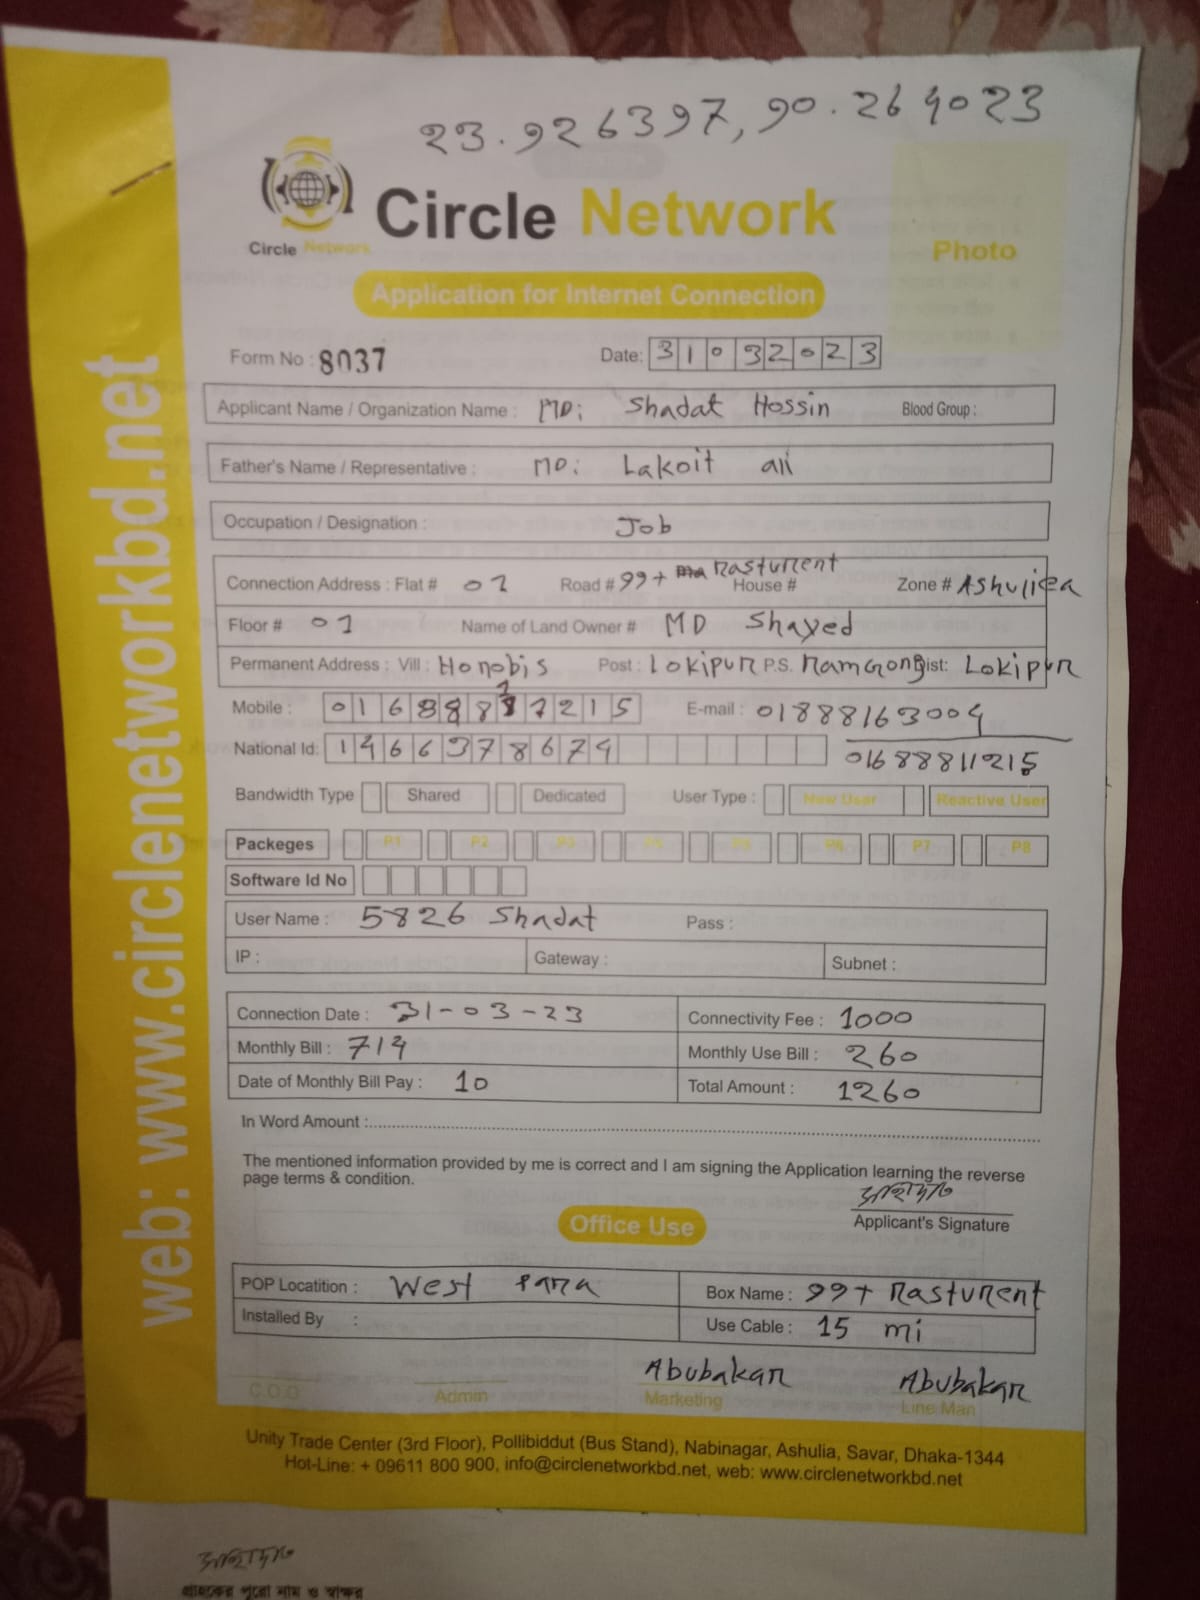 23.926397, 90.264023
Circle Network
Circle Network
Photo
Application for Internet Connection
Form No : 8037 Date: 31032023
Applicant Name / Organization Name : MD: Shadat Hossin Blood Group :
Father's Name / Representative : MD: Lakoit ali
Occupation / Designation : Job
Connection Address : Flat # 02 Road # 99+ Rasturent House # Zone # Ashuliea
Floor # 01 Name of Land Owner # MD Shayed
Permanent Address : Vill : Honobis Post : Lokipur P.S. Ramgong Dist: Lokipur
Mobile : E-mail : 01888163004
National Id: 1466378674 01688811215
Bandwidth Type Shared Dedicated User Type : New User Reactive User
Packeges P1 P2 P3 P5 P6 P7 P8
Software Id No
User Name : 5826 Shadat Pass :
IP : Gateway : Subnet :
Connection Date : 31-03-23 Connectivity Fee : 1000
Monthly Bill : 714 Monthly Use Bill : 260
Date of Monthly Bill Pay : 10 Total Amount : 1260
In Word Amount :
The mentioned information provided by me is correct and I am signing the Application learning the reverse
page terms & condition.
সাহাদাত
Applicant's Signature
Office Use
POP Locatition : West Para Box Name : 99+ Rasturent
Installed By : Use Cable : 15 mi
Abubakar Abubakar
C.O.O Admin Marketing Line Man
Unity Trade Center (3rd Floor), Pollibiddut (Bus Stand), Nabinagar, Ashulia, Savar, Dhaka-1344
Hot-Line: + 09611 800 900, info@circlenetworkbd.net, web: www.circlenetworkbd.net
web: www.circlenetworkbd.net
সাহাদাত
গ্রাহকের পুরো নাম ও স্বাক্ষর